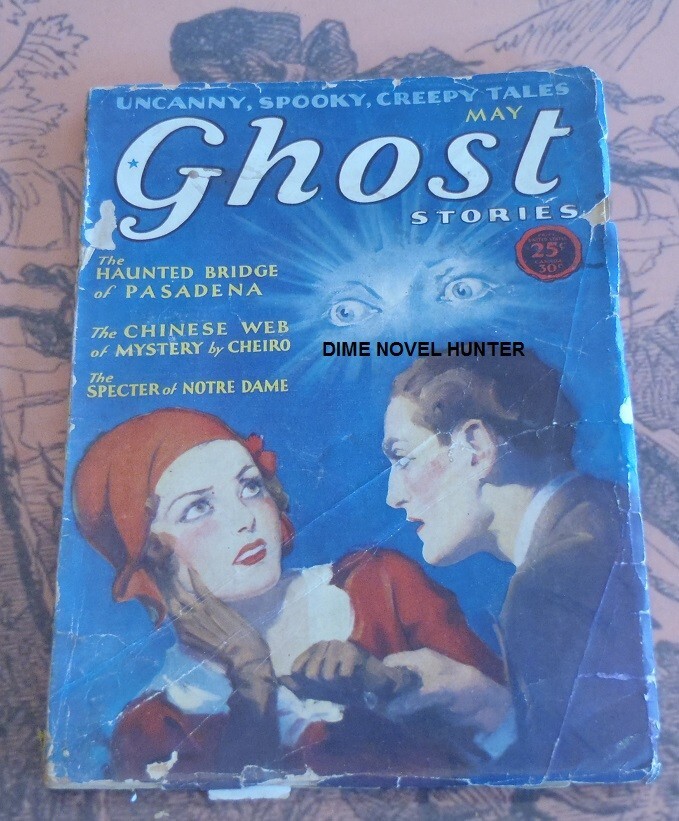 UNCANNY, SPOOKY, CREEPY TALES
MAY
Ghost
STORIES
25¢
30¢
The
HAUNTED BRIDGE
of PASADENA
The CHINESE WEB
of MYSTERY by CHEIRO
DIME NOVEL HUNTER
The
SPECTER of NOTRE DAME